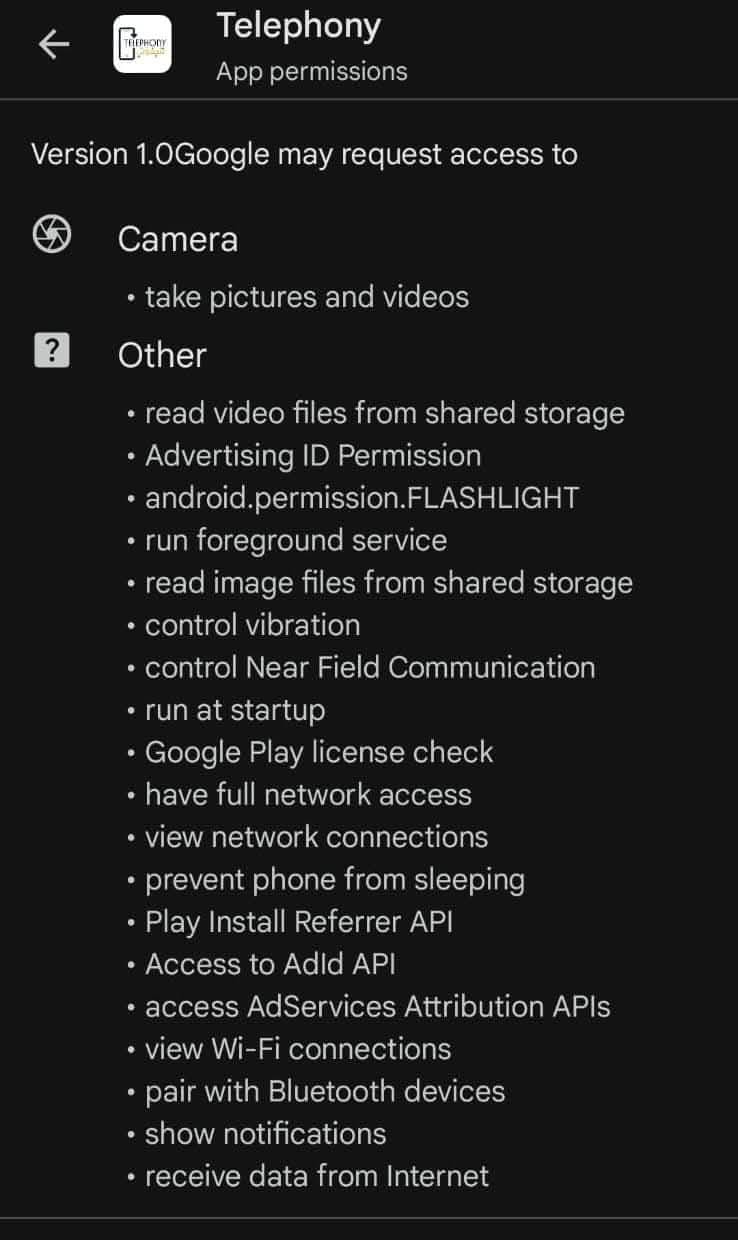 Telephony
TELEPHONY
App permissions
Version 1.0Google may request access to
Camera
• take pictures and videos
?
Other
• read video files from shared storage
• Advertising ID Permission
• android.permission.FLASHLIGHT
• run foreground service
• read image files from shared storage
• control vibration
• control Near Field Communication
• run at startup
• Google Play license check
• have full network access
• view network connections
• prevent phone from sleeping
• Play Install Referrer API
• Access to AdId API
• access AdServices Attribution APIs
• view Wi-Fi connections
• pair with Bluetooth devices
• show notifications
• receive data from Internet